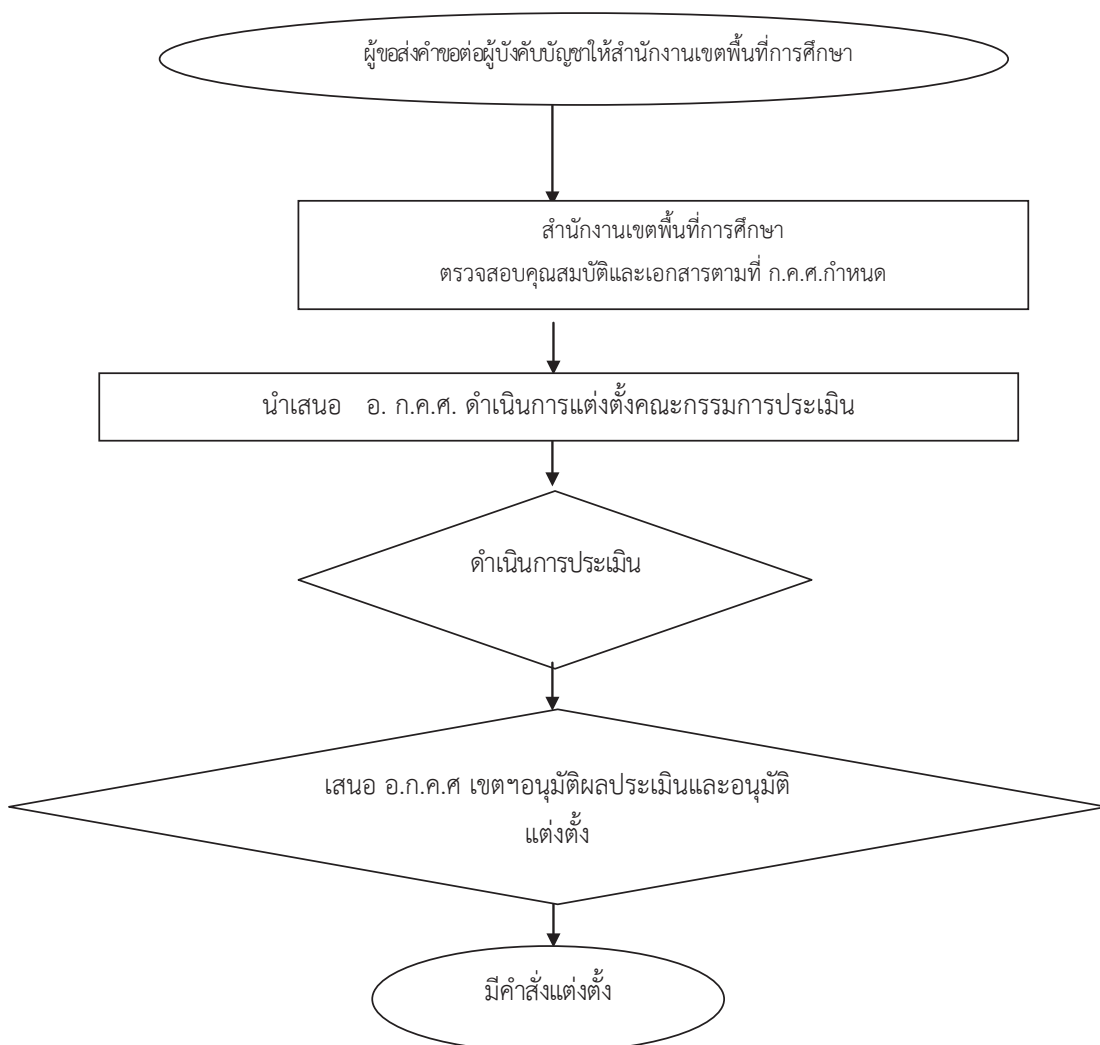 ผู้ขอส่งคำขอต่อผู้บังคับบัญชาให้สำนักงานเขตพื้นที่การศึกษา
สำนักงานเขตพื้นที่การศึกษา
ตรวจสอบคุณสมบัติและเอกสารตามที่ ก.ค.ศ.กำหนด
นำเสนอ อ. ก.ค.ศ. ดำเนินการแต่งตั้งคณะกรรมการประเมิน
ดำเนินการประเมิน
เสนอ อ.ก.ค.ศ เขตฯอนุมัติผลประเมินและอนุมัติ
แต่งตั้ง
มีคำสั่งแต่งตั้ง